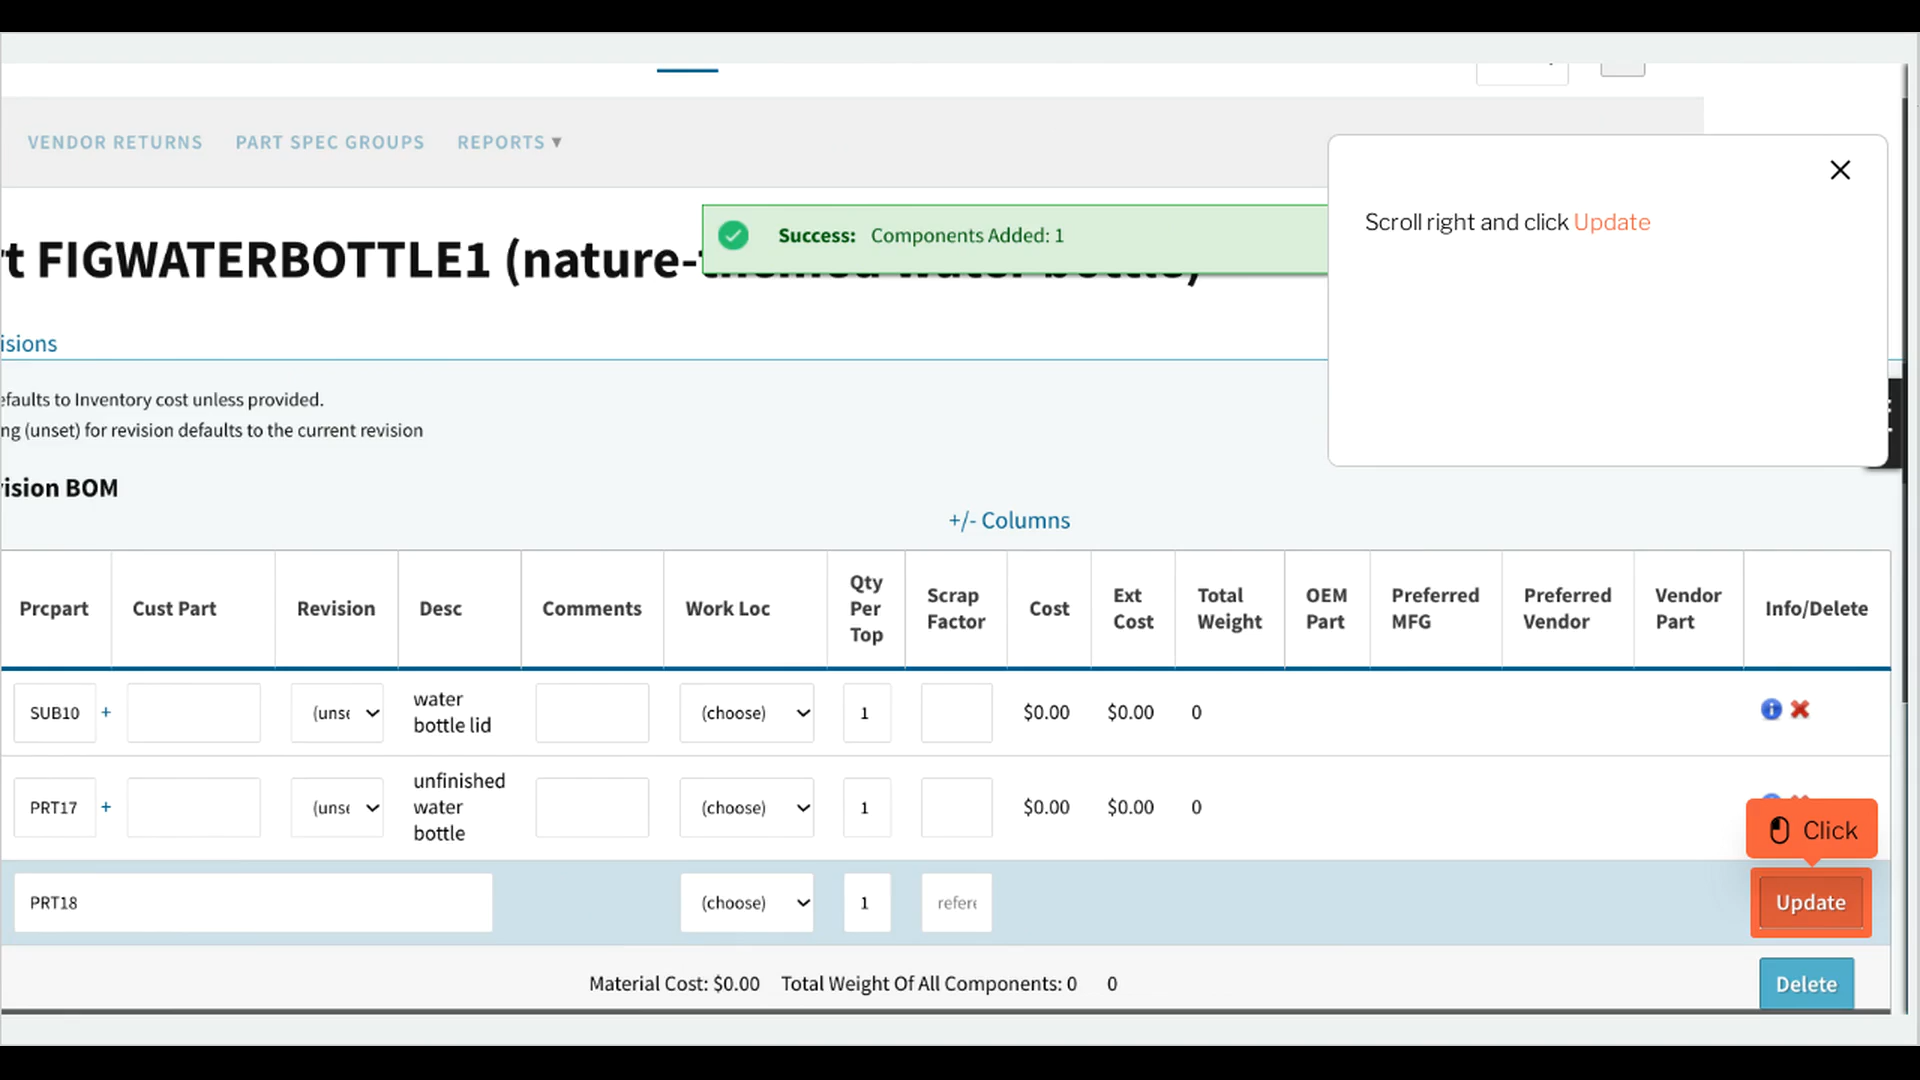 VENDOR RETURNS PART SPEC GROUPS REPORTS ▼
Scroll right and click Update
Success: Components Added: 1
t FIGWATERBOTTLE1 (nature-themed water bottle)
isions
efaults to Inventory cost unless provided.
ng (unset) for revision defaults to the current revision
ision BOM
+/- Columns
Prcpart Cust Part Revision Desc Comments Work Loc Qty Per Top Scrap Factor Cost Ext Cost Total Weight OEM Part Preferred MFG Preferred Vendor Vendor Part Info/Delete
SUB10 + (unse water bottle lid (choose) 1 $0.00 $0.00 0
PRT17 + (unse unfinished water bottle (choose) 1 $0.00 $0.00 0
Click
PRT18 (choose) 1 refere Update
Material Cost: $0.00 Total Weight Of All Components: 0 0 Delete